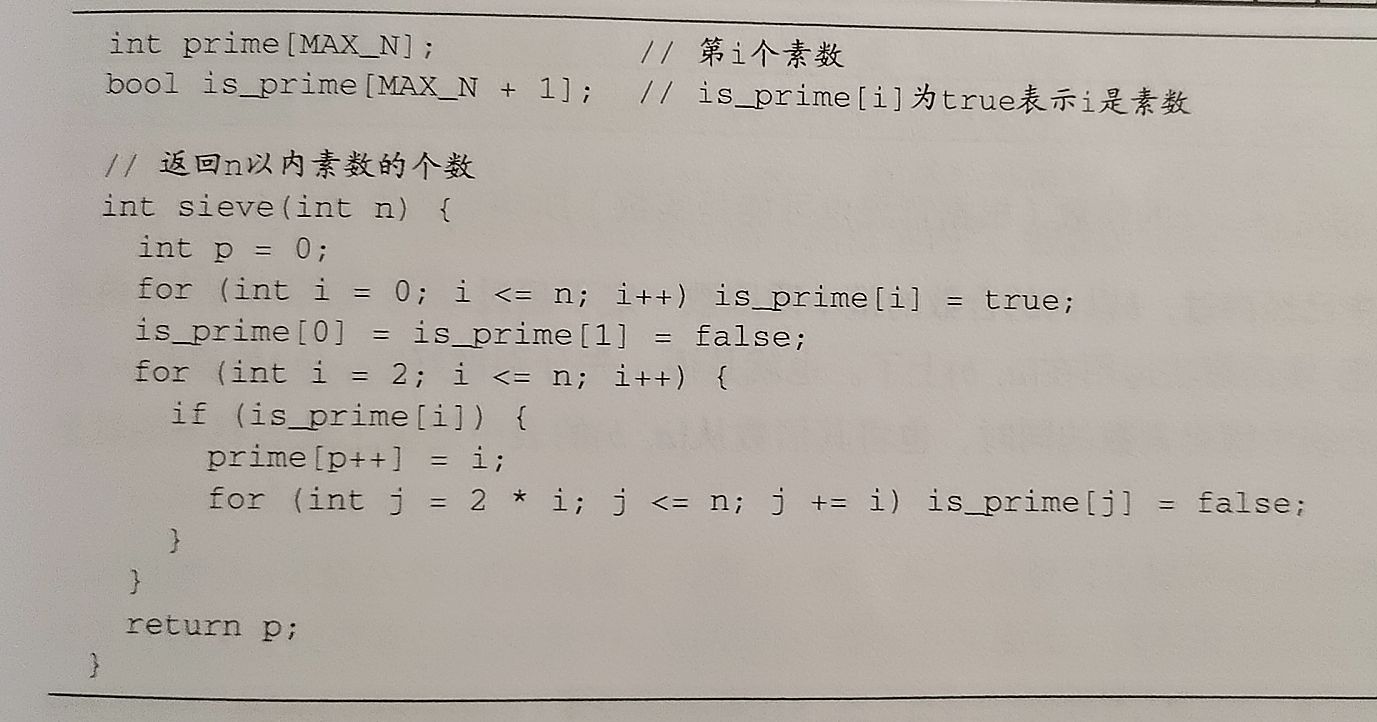 int prime[MAX_N]; // 第i个素数
bool is_prime[MAX_N + 1]; // is_prime[i]为true表示i是素数
// 返回n以内素数的个数
int sieve(int n) {
int p = 0;
for (int i = 0; i <= n; i++) is_prime[i] = true;
is_prime[0] = is_prime[1] = false;
for (int i = 2; i <= n; i++) {
if (is_prime[i]) {
prime[p++] = i;
for (int j = 2 * i; j <= n; j += i) is_prime[j] = false;
}
}
return p;
}